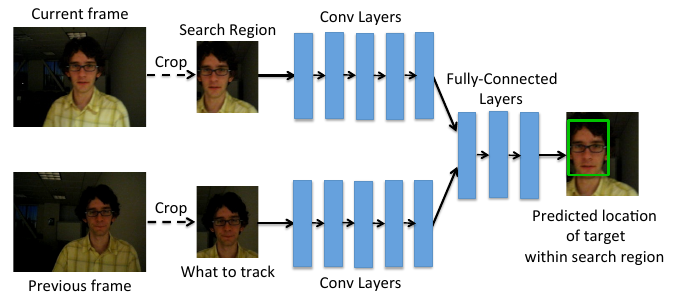 Current frame
Crop
Search Region
Conv Layers
Fully-Connected
Layers
Previous frame
Crop
What to track
Conv Layers
Predicted location
of target
within search region